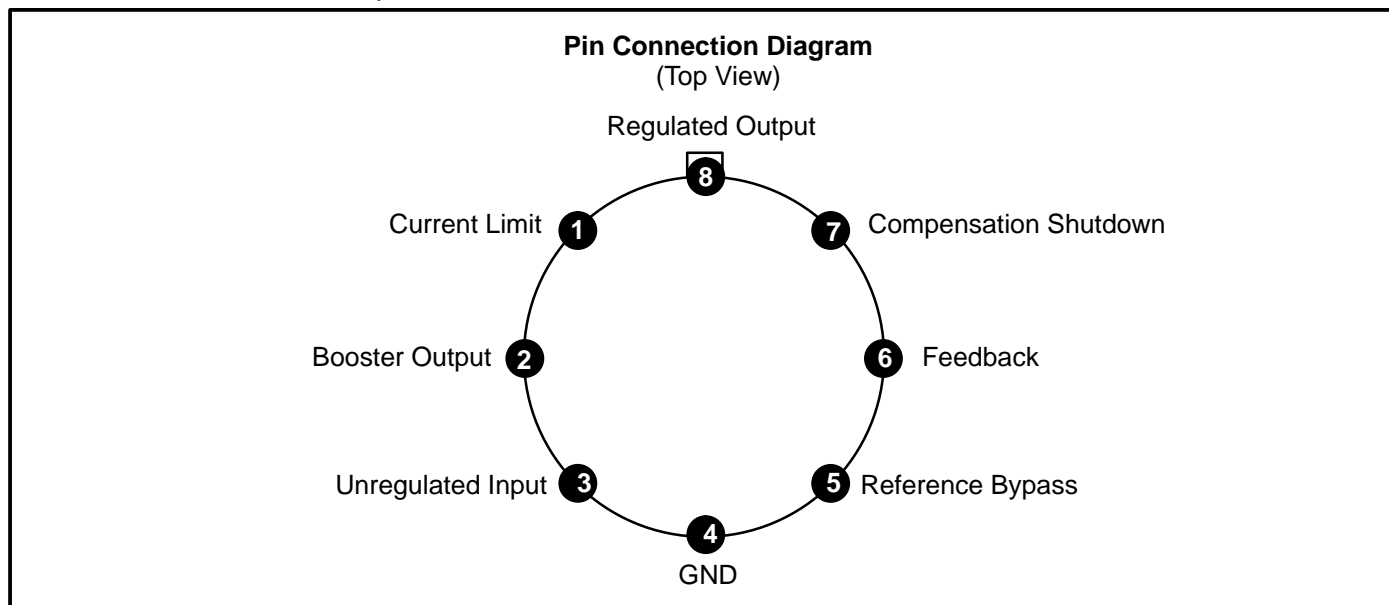 Pin Connection Diagram
(Top View)
Regulated Output
8
Current Limit
1
7
Compensation Shutdown
Booster Output
2
6
Feedback
Unregulated Input
3
5
Reference Bypass
4
GND